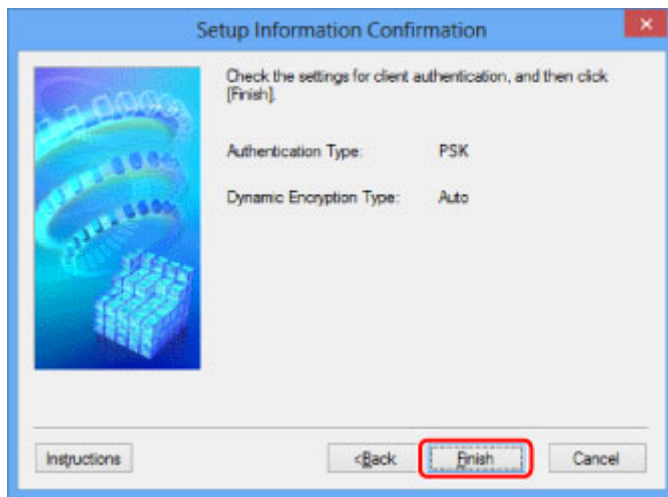 Setup Information Confirmation
Check the settings for client authentication, and then click
[Finish].
Authentication Type: PSK
Dynamic Encryption Type: Auto
Instructions <Back Finish Cancel